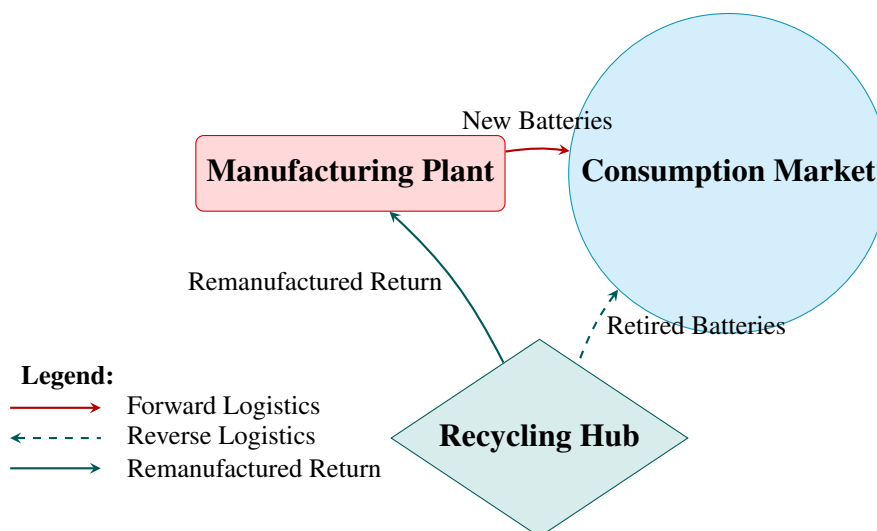 New Batteries
Manufacturing Plant
Consumption Market
Remanufactured Return
Retired Batteries
Legend:
Forward Logistics
Reverse Logistics
Remanufactured Return
Recycling Hub